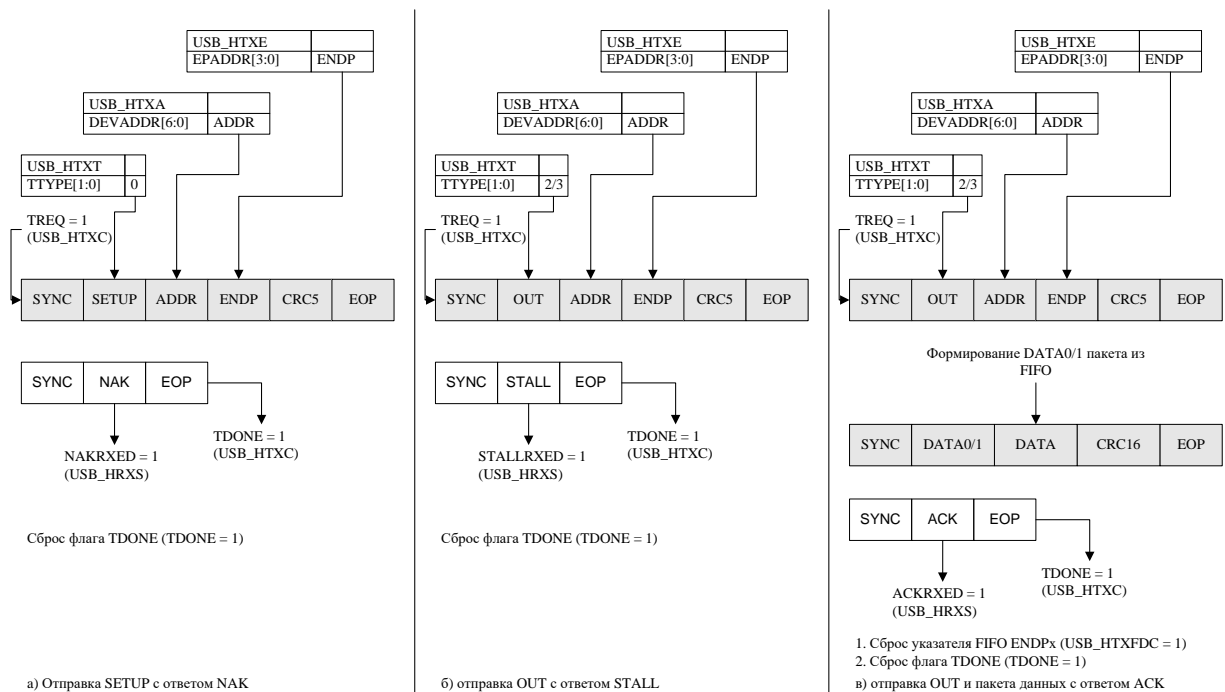 USB_HTXE
EPADDR[3:0] ENDP
USB_HTXA
DEVADDR[6:0] ADDR
USB_HTXT
TTYPE[1:0] 0
TREQ = 1
(USB_HTXC)
SYNC SETUP ADDR ENDP CRC5 EOP
SYNC NAK EOP
NAKRXED = 1
(USB_HRXS)
TDONE = 1
(USB_HTXC)
Сброс флага TDONE (TDONE = 1)
а) Отправка SETUP с ответом NAK
USB_HTXE
EPADDR[3:0] ENDP
USB_HTXA
DEVADDR[6:0] ADDR
USB_HTXT
TTYPE[1:0] 2/3
TREQ = 1
(USB_HTXC)
SYNC OUT ADDR ENDP CRC5 EOP
SYNC STALL EOP
STALLRXED = 1
(USB_HRXS)
TDONE = 1
(USB_HTXC)
Сброс флага TDONE (TDONE = 1)
б) отправка OUT с ответом STALL
USB_HTXE
EPADDR[3:0] ENDP
USB_HTXA
DEVADDR[6:0] ADDR
USB_HTXT
TTYPE[1:0] 2/3
TREQ = 1
(USB_HTXC)
SYNC OUT ADDR ENDP CRC5 EOP
Формирование DATA0/1 пакета из
FIFO
SYNC DATA0/1 DATA CRC16 EOP
SYNC ACK EOP
ACKRXED = 1
(USB_HRXS)
TDONE = 1
(USB_HTXC)
1. Сброс указателя FIFO ENDPx (USB_HTXFDC = 1)
2. Сброс флага TDONE (TDONE = 1)
в) отправка OUT и пакета данных с ответом ACK